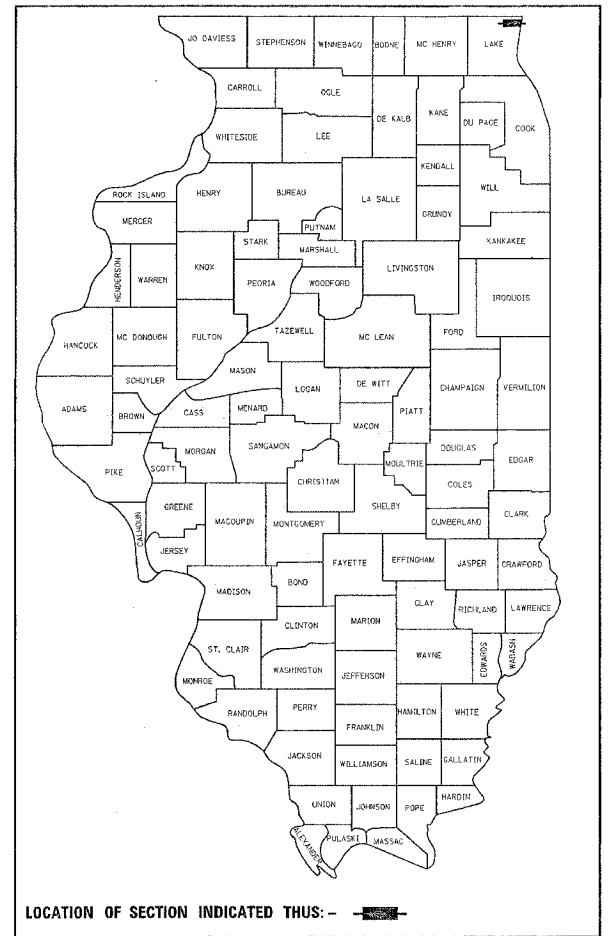 JO DAVIESS STEPHENSON WINNEBAGO BOONE MC HENRY LAKE
CARROLL OGLE
DE KALB KANE DU PAGE COOK
WHITESIDE LEE
KENDALL WILL
ROCK ISLAND HENRY BUREAU LA SALLE
GRUNDY
MERCER PUTNAM
STARK MARSHALL KANKAKEE
HENDERSON WARREN KNOX LIVINGSTON
PEORIA WOODFORD IROQUOIS
HANCOCK MC DONOUGH FULTON TAZEWELL MC LEAN FORD
MASON
SCHUYLER LOGAN DE WITT
ADAMS BROWN CASS MENARD PIATT CHAMPAIGN VERMILION
MACON
MORGAN SANGAMON DOUGLAS
PIKE SCOTT MOULTRIE EDGAR
CHRISTIAN COLES
GREENE SHELBY
CALHOUN MACOUPIN MONTGOMERY CUMBERLAND CLARK
JERSEY FAYETTE EFFINGHAM JASPER CRAWFORD
MADISON BOND
CLAY RICHLAND LAWRENCE
CLINTON MARION
ST. CLAIR WAYNE EDWARDS WABASH
WASHINGTON JEFFERSON
MONROE
RANDOLPH PERRY HAMILTON WHITE
FRANKLIN
JACKSON WILLIAMSON SALINE GALLATIN
UNION JOHNSON POPE HARDIN
ALEXANDER PULASKI MASSAC
LOCATION OF SECTION INDICATED THUS: -